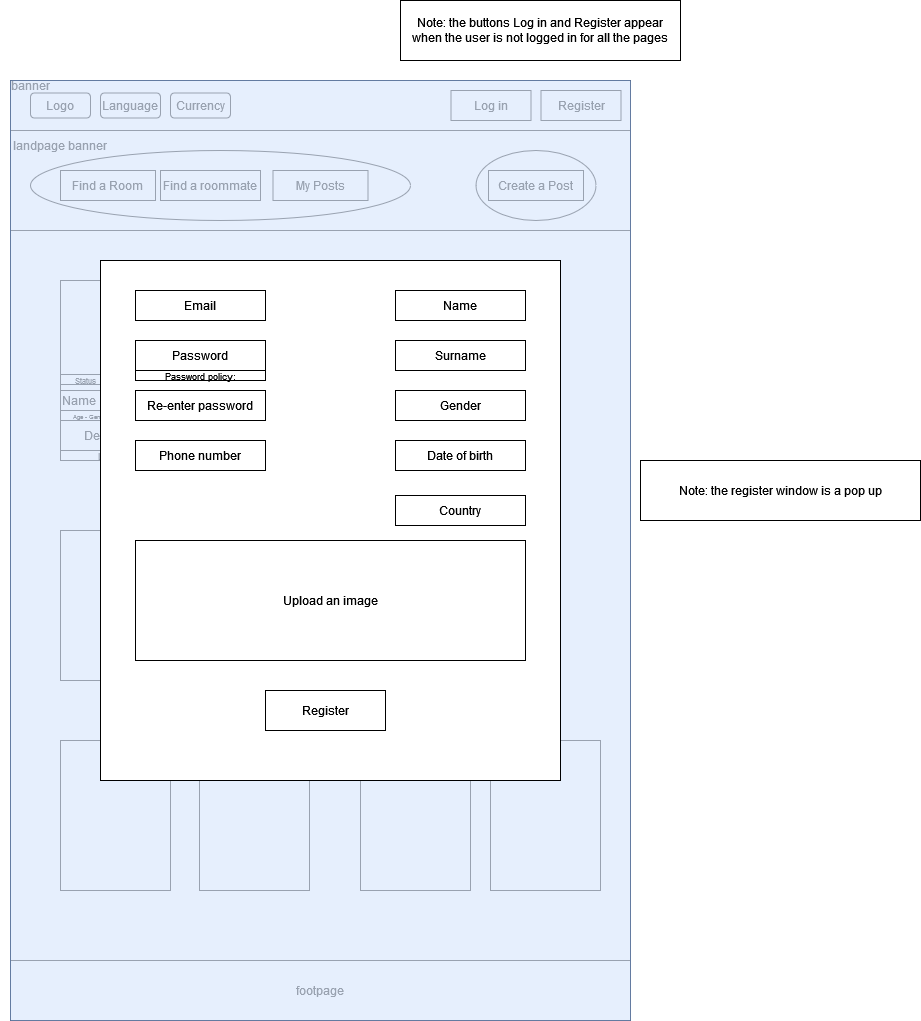 Note: the buttons Log in and Register appear
when the user is not logged in for all the pages
banner
Logo
Language
Currency
Log in
Register
landpage banner
Find a Room
Find a roommate
My Posts
Create a Post
Email
Name
Password
Surname
Password policy:
Status
Name
Re-enter password
Gender
Age - Gen
De
Phone number
Date of birth
Note: the register window is a pop up
Country
Upload an image
Register
footpage